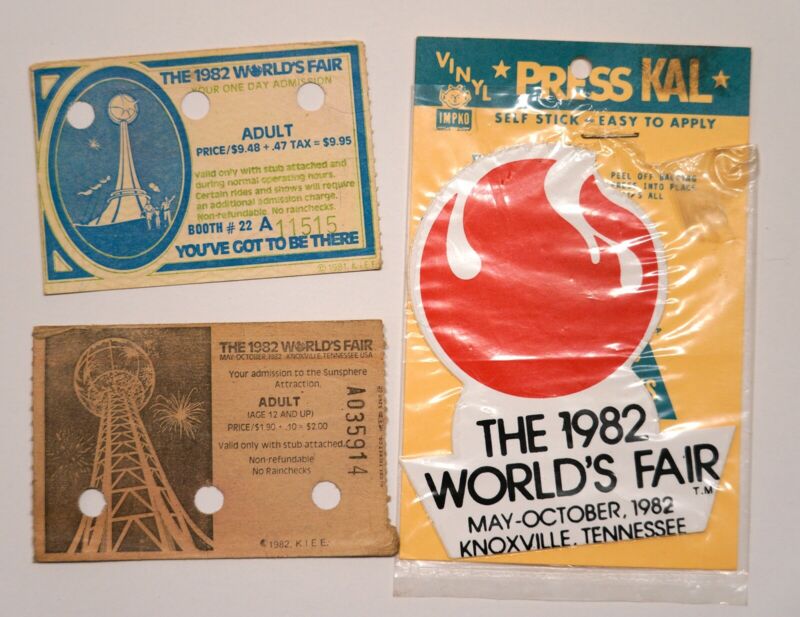 THE 1982 WORLD'S FAIR
YOUR ONE DAY ADMISSION
ADULT
PRICE/$9.48 + .47 TAX = $9.95
Valid only with stub attached and
during normal operating hours.
Certain rides and shows will require
an additional admission charge.
Non-refundable. No rainchecks.
BOOTH # 22 A 11515
YOU'VE GOT TO BE THERE
© 1981, K.I.E.E.
THE 1982 WORLD'S FAIR
MAY-OCTOBER, 1982 KNOXVILLE, TENNESSEE USA
Your admission to the Sunsphere
Attraction.
ADULT
(AGE 12 AND UP)
PRICE/$1.90 + .10 = $2.00
Valid only with stub attached.
Non-refundable
No Rainchecks
A035914
© 1982, K.I.E.E.
VINYL ★ PRESS KAL ★
IMPKO
SELF STICK - EASY TO APPLY
PEEL OFF BACKING
INTO PLACE
ALL
THE 1982
WORLD'S FAIR
T.M.
MAY-OCTOBER, 1982
KNOXVILLE, TENNESSEE